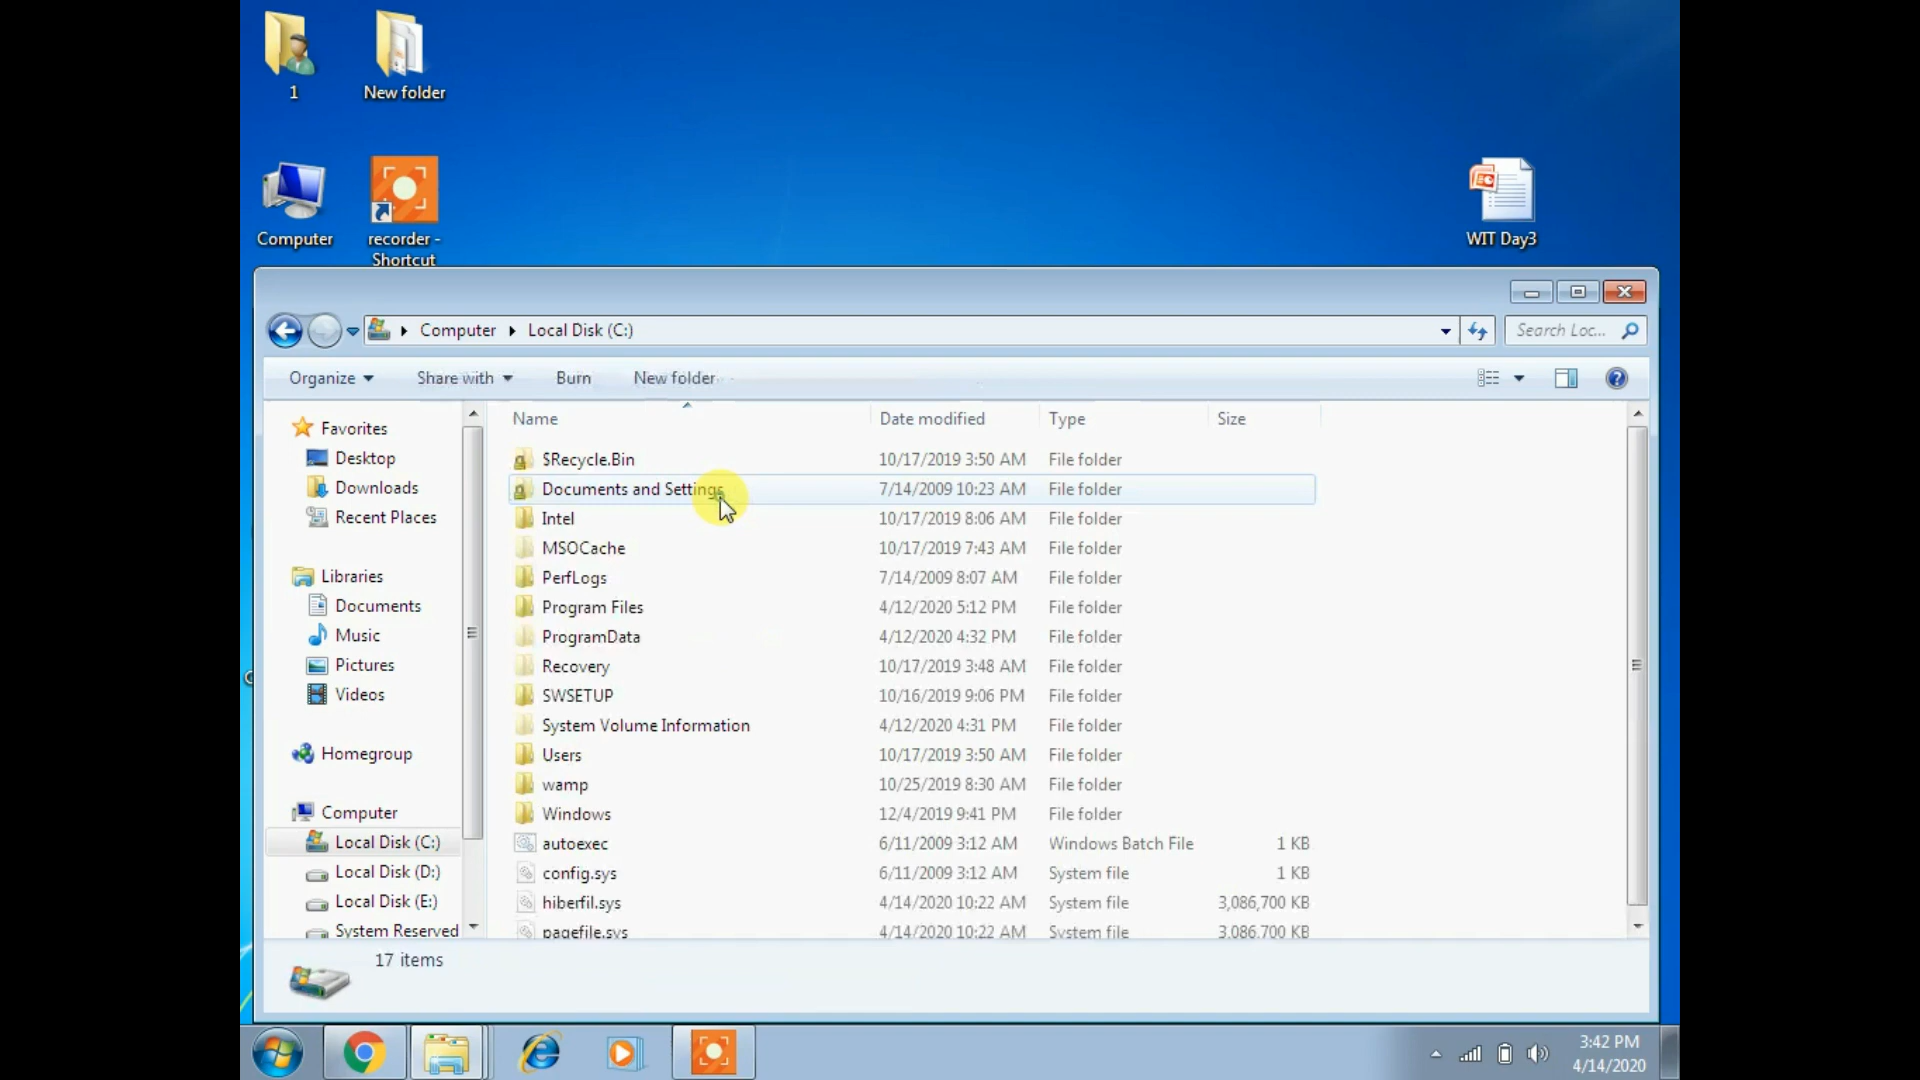 1
New folder
Computer
recorder -
Shortcut
WIT Day3
Computer Local Disk (C:)
Search Loc...
Organize Share with Burn New folder
Favorites
Desktop
Downloads
Recent Places
Libraries
Documents
Music
Pictures
Videos
Homegroup
Computer
Local Disk (C:)
Local Disk (D:)
Local Disk (E:)
System Reserved
Name Date modified Type Size
$Recycle.Bin 10/17/2019 3:50 AM File folder
Documents and Settings 7/14/2009 10:23 AM File folder
Intel 10/17/2019 8:06 AM File folder
MSOCache 10/17/2019 7:43 AM File folder
PerfLogs 7/14/2009 8:07 AM File folder
Program Files 4/12/2020 5:12 PM File folder
ProgramData 4/12/2020 4:32 PM File folder
Recovery 10/17/2019 3:48 AM File folder
SWSETUP 10/16/2019 9:06 PM File folder
System Volume Information 4/12/2020 4:31 PM File folder
Users 10/17/2019 3:50 AM File folder
wamp 10/25/2019 8:30 AM File folder
Windows 12/4/2019 9:41 PM File folder
autoexec 6/11/2009 3:12 AM Windows Batch File 1 KB
config.sys 6/11/2009 3:12 AM System file 1 KB
hiberfil.sys 4/14/2020 10:22 AM System file 3,086,700 KB
pagefile.sys 4/14/2020 10:22 AM System file 3,086,700 KB
17 items
3:42 PM
4/14/2020